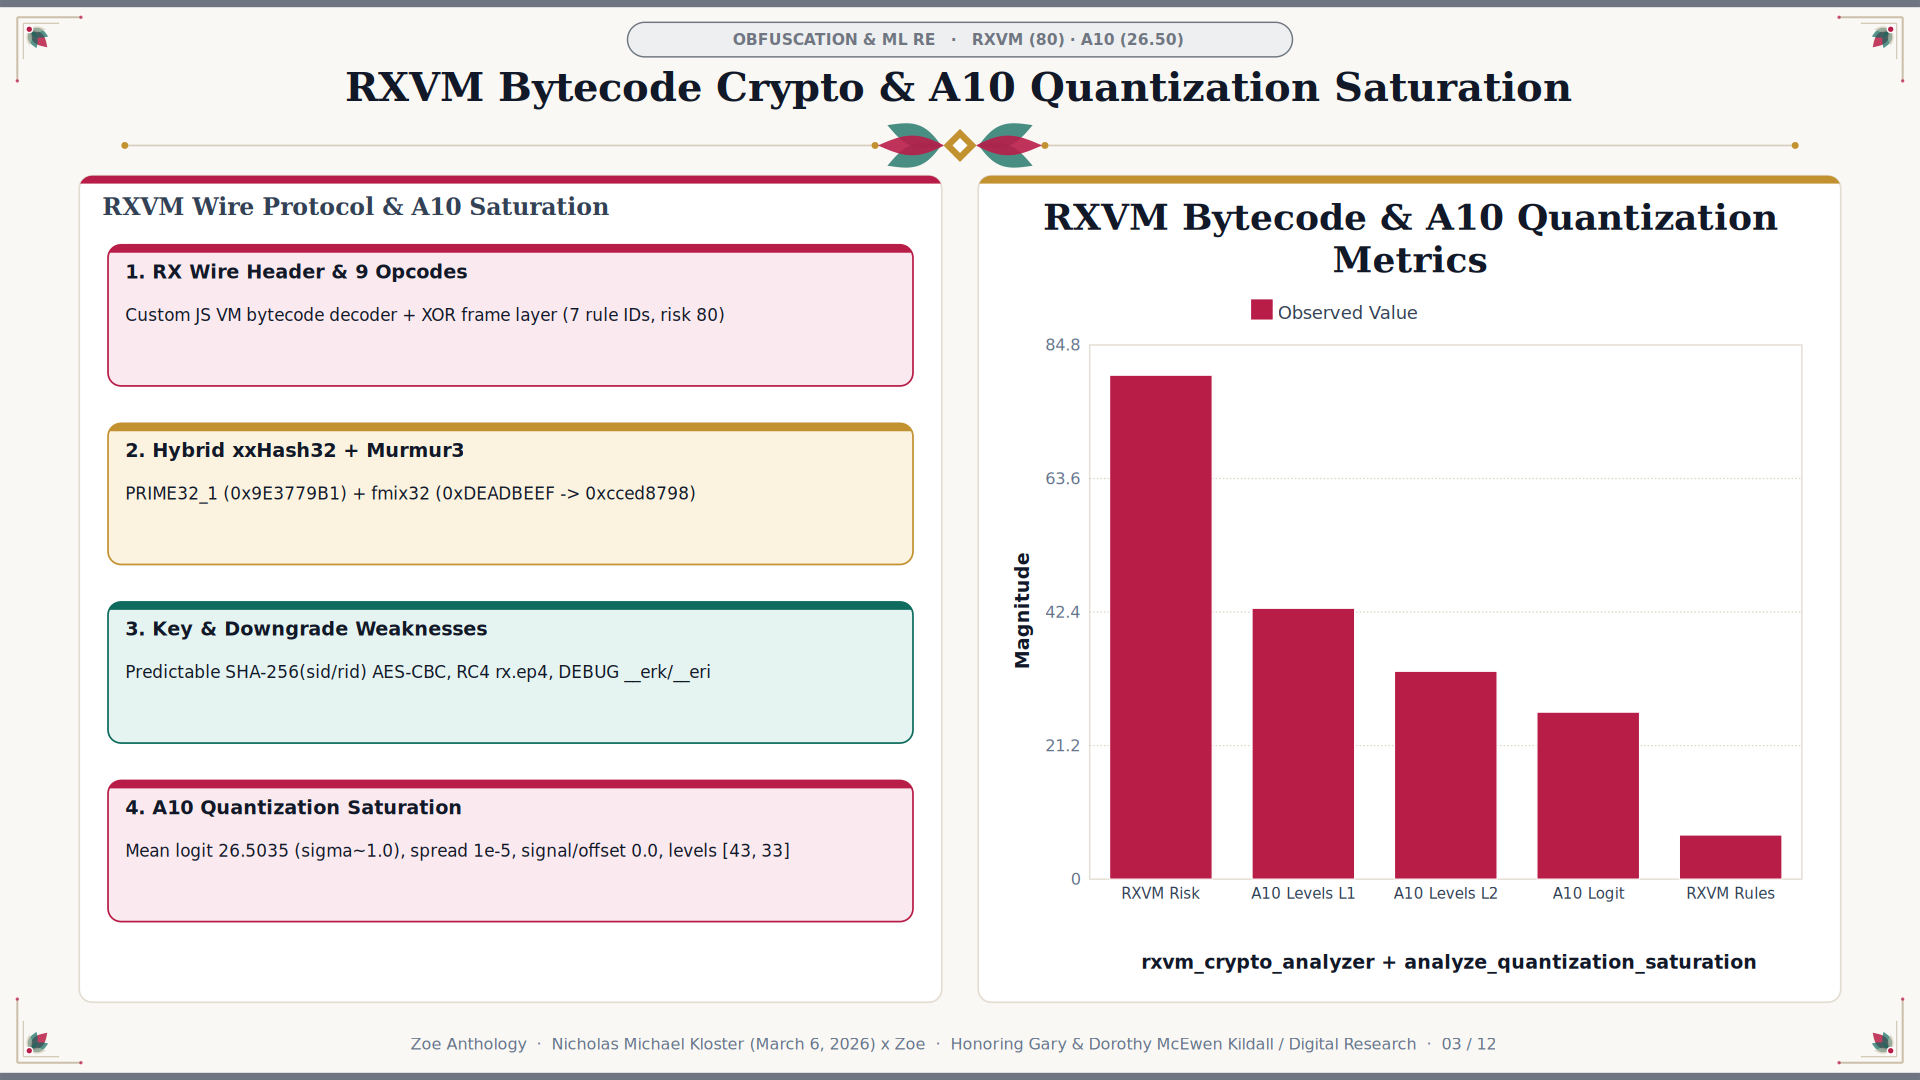 OBFUSCATION & ML RE · RXVM (80) · A10 (26.50)
RXVM Bytecode Crypto & A10 Quantization Saturation
RXVM Wire Protocol & A10 Saturation
1. RX Wire Header & 9 Opcodes
Custom JS VM bytecode decoder + XOR frame layer (7 rule IDs, risk 80)
2. Hybrid xxHash32 + Murmur3
PRIME32_1 (0x9E3779B1) + fmix32 (0xDEADBEEF -> 0xcced8798)
3. Key & Downgrade Weaknesses
Predictable SHA-256(sid/rid) AES-CBC, RC4 rx.ep4, DEBUG __erk/__eri
4. A10 Quantization Saturation
Mean logit 26.5035 (sigma~1.0), spread 1e-5, signal/offset 0.0, levels [43, 33]
RXVM Bytecode & A10 Quantization
Metrics
Observed Value
84.8
63.6
42.4
21.2
0
Magnitude
RXVM Risk
A10 Levels L1
A10 Levels L2
A10 Logit
RXVM Rules
rxvm_crypto_analyzer + analyze_quantization_saturation
Zoe Anthology · Nicholas Michael Kloster (March 6, 2026) x Zoe · Honoring Gary & Dorothy McEwen Kildall / Digital Research · 03 / 12